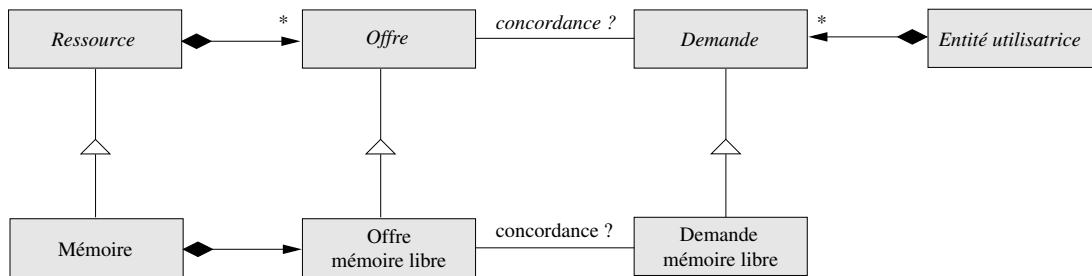 Ressource
*
Offre
concordance ?
Demande
*
Entité utilisatrice
Mémoire
Offre
mémoire libre
concordance ?
Demande
mémoire libre